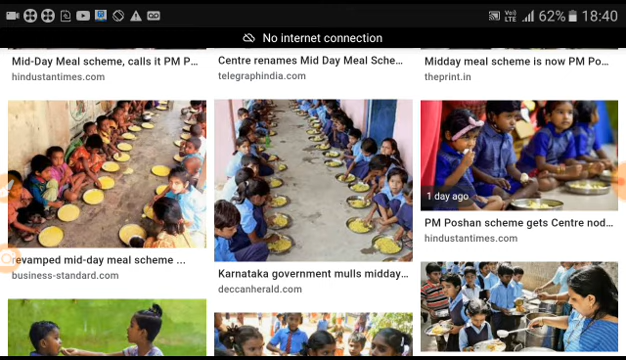 VoI)
LTE
62%
18:40
No internet connection
Mid-Day Meal scheme, calls it PM P...
hindustantimes.com
Centre renames Mid Day Meal Sche...
telegraphindia.com
Midday meal scheme is now PM Po...
theprint.in
revamped mid-day meal scheme ...
business-standard.com
Karnataka government mulls midday...
deccanherald.com
1 day ago
PM Poshan scheme gets Centre nod...
hindustantimes.com